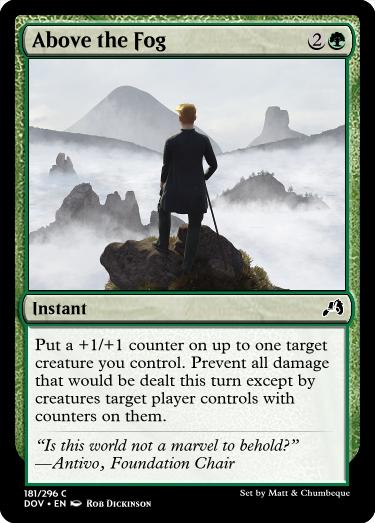 Above the Fog 2
Instant
Put a +1/+1 counter on up to one target
creature you control. Prevent all damage
that would be dealt this turn except by
creatures target player controls with
counters on them.
“Is this world not a marvel to behold?”
—Antivo, Foundation Chair
181/296 C
DOV • EN Rob Dickinson
Set by Matt & Chumbeque